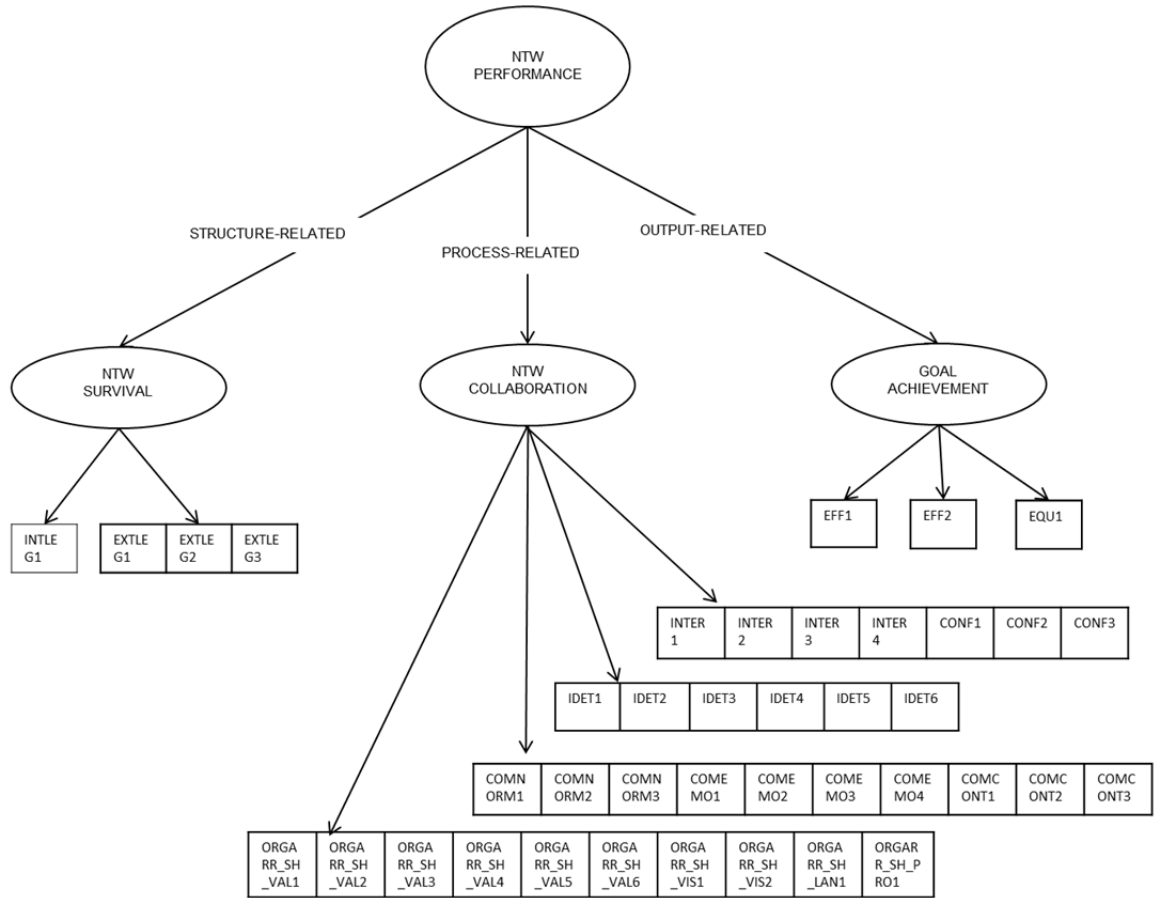 NTW
PERFORMANCE
STRUCTURE-RELATED
PROCESS-RELATED
OUTPUT-RELATED
NTW
SURVIVAL
NTW
COLLABORATION
GOAL
ACHIEVEMENT
INTLE
G1
EXTLE
G1
EXTLE
G2
EXTLE
G3
EFF1
EFF2
EQU1
INTER
1
INTER
2
INTER
3
INTER
4
CONF1
CONF2
CONF3
IDET1
IDET2
IDET3
IDET4
IDET5
IDET6
COMN
ORM1
COMN
ORM2
COMN
ORM3
COME
MO1
COME
MO2
COME
MO3
COME
MO4
COMC
ONT1
COMC
ONT2
COMC
ONT3
ORGA
RR_SH
_VAL1
ORGA
RR_SH
_VAL2
ORGA
RR_SH
_VAL3
ORGA
RR_SH
_VAL4
ORGA
RR_SH
_VAL5
ORGA
RR_SH
_VAL6
ORGA
RR_SH
_VIS1
ORGA
RR_SH
_VIS2
ORGA
RR_SH
_LAN1
ORGAR
R_SH_P
RO1